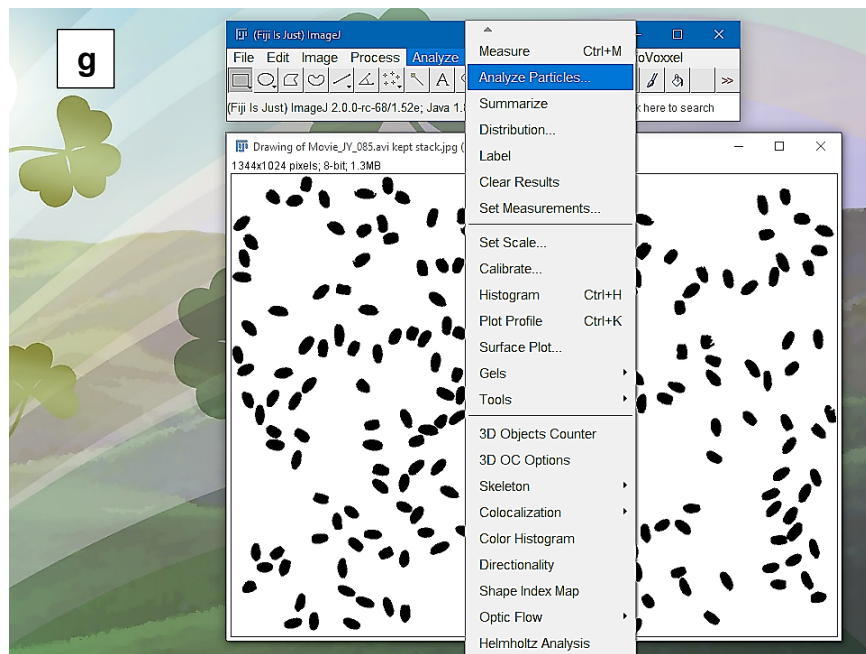 g
(Fiji Is Just) ImageJ
File Edit Image Process Analyze
(Fiji Is Just) ImageJ 2.0.0-rc-68/1.52e; Java 1.
here to search
Drawing of Movie_JY_085.avi kept stack.jpg (
1344x1024 pixels; 8-bit; 1.3MB
Measure Ctrl+M
Analyze Particles...
Summarize
Distribution...
Label
Clear Results
Set Measurements...
Set Scale...
Calibrate...
Histogram Ctrl+H
Plot Profile Ctrl+K
Surface Plot...
Gels
Tools
3D Objects Counter
3D OC Options
Skeleton
Colocalization
Color Histogram
Directionality
Shape Index Map
Optic Flow
Helmholtz Analysis